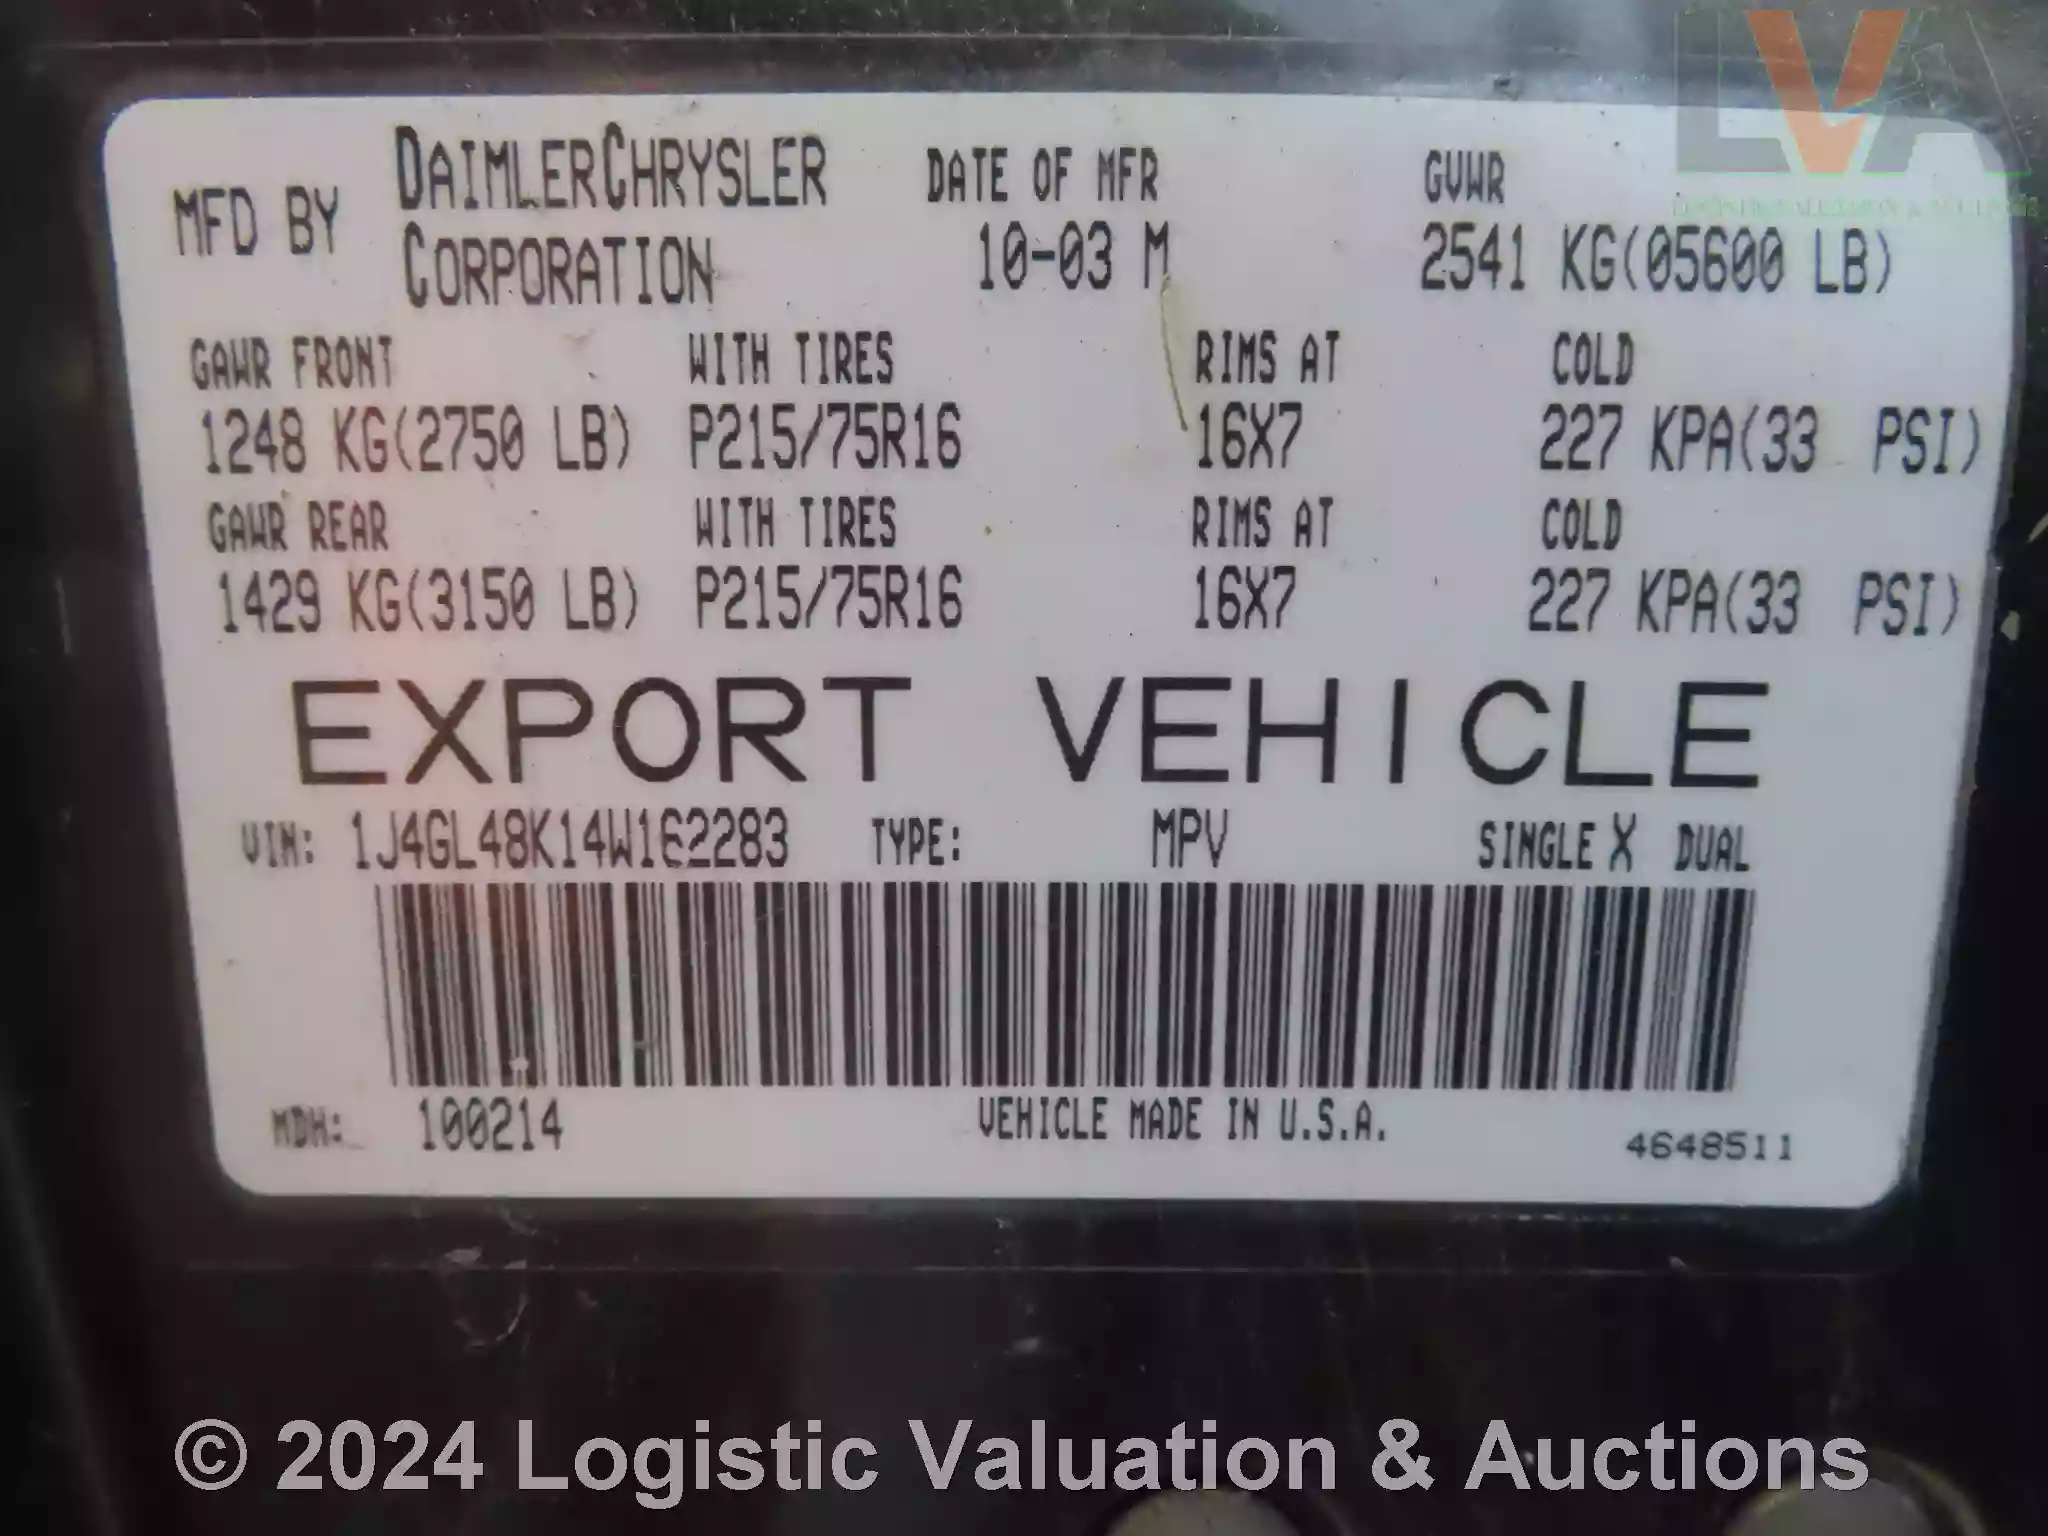 LVA
MFD BY DAIMLERCHRYSLER CORPORATION DATE OF MFR 10-03 M GVWR 2541 KG(05600 LB)
GAWR FRONT WITH TIRES RIMS AT COLD
1248 KG(2750 LB) P215/75R16 16X7 227 KPA(33 PSI)
GAWR REAR WITH TIRES RIMS AT COLD
1429 KG(3150 LB) P215/75R16 16X7 227 KPA(33 PSI)
EXPORT VEHICLE
VIN: 1J4GL48K14W162283 TYPE: MPV SINGLE X DUAL
MDH: 100214 VEHICLE MADE IN U.S.A. 4648511
© 2024 Logistic Valuation & Auctions